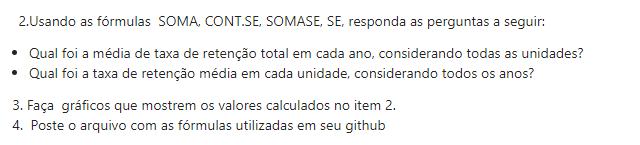 2.Usando as fórmulas  SOMA, CONT.SE, SOMASE, SE, responda as perguntas a seguir:
• Qual foi a média de taxa de retenção total em cada ano, considerando todas as unidades?
• Qual foi a taxa de retenção média em cada unidade, considerando todos os anos?
3. Faça  gráficos que mostrem os valores calculados no item 2.
4.  Poste o arquivo com as fórmulas utilizadas em seu github